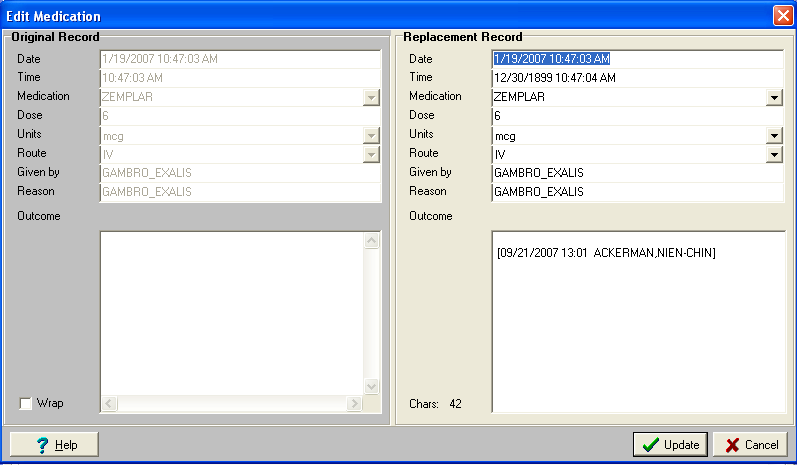 Edit Medication
Original Record
Date 1/19/2007 10:47:03 AM
Time 10:47:03 AM
Medication ZEMPLAR
Dose 6
Units mcg
Route IV
Given by GAMBRO_EXALIS
Reason GAMBRO_EXALIS
Outcome
Wrap
Replacement Record
Date 1/19/2007 10:47:03 AM
Time 12/30/1899 10:47:04 AM
Medication ZEMPLAR
Dose 6
Units mcg
Route IV
Given by GAMBRO_EXALIS
Reason GAMBRO_EXALIS
Outcome
[09/21/2007 13:01 ACKERMAN,NIEN-CHIN]
Chars: 42
? Help
Update
Cancel